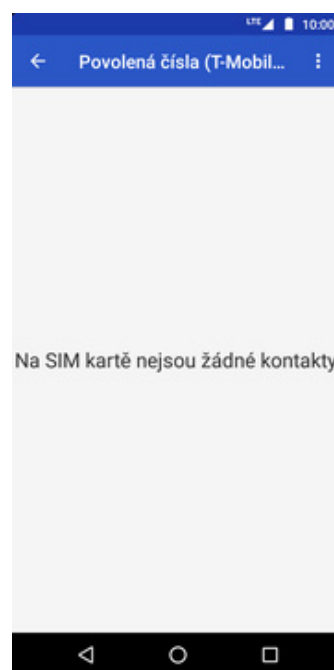 LTE 10:00
Povolená čísla (T-Mobil...
Na SIM kartě nejsou žádné kontakty